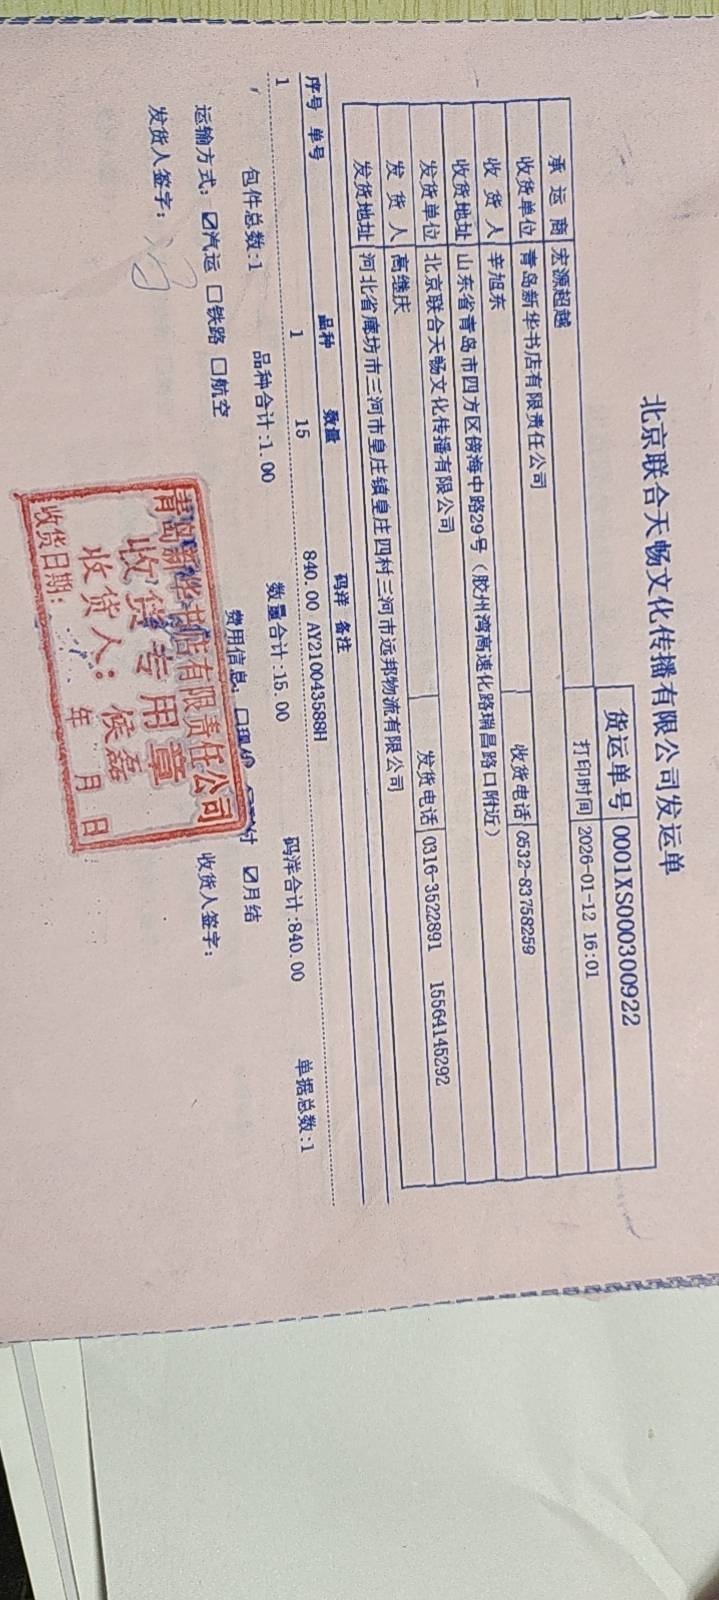 北京联合天畅文化传播有限公司发运单
货运单号 0001XS000300922
打印时间 2026-01-12 16:01
承运商 宏源超越
收货单位 青岛新华书店有限责任公司 收货电话 0532-83758259
收货人 辛旭东
收货地址 山东省青岛市四方区傍海中路29号（胶州湾高速化路瑞昌路口附近）
发货单位 北京联合天畅文化传播有限公司 发货电话 0316-3522891 15564145292
发货人 高继庆
发货地址 河北省廊坊市三河市皇庄镇皇庄四村三河市远邦物流有限公司
序号 单号 品种 数量 码洋 备注
1 1 15 840.00 AY210043588H
包件总数:1 品种合计:1.00 数量合计:15.00 码洋合计:840.00 单据总数:1
运输方式: ☑汽运 □铁路 □航空 费用信息: □现付 付 ☑月结
发货人签字: 收货人签字:
青岛新华书店有限责任公司
收货专用章
收货人：侯磊
收货日期： 年 月 日